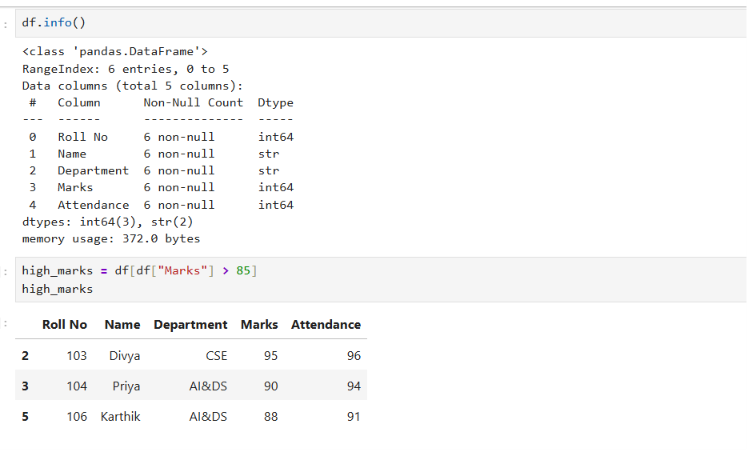 df.info()
<class 'pandas.DataFrame'>
RangeIndex: 6 entries, 0 to 5
Data columns (total 5 columns):
 #   Column      Non-Null Count  Dtype
---  ------      --------------  -----
 0   Roll No     6 non-null      int64
 1   Name        6 non-null      str
 2   Department  6 non-null      str
 3   Marks       6 non-null      int64
 4   Attendance  6 non-null      int64
dtypes: int64(3), str(2)
memory usage: 372.0 bytes
high_marks = df[df["Marks"] > 85]
high_marks
Roll No Name Department Marks Attendance
2 103 Divya CSE 95 96
3 104 Priya AI&DS 90 94
5 106 Karthik AI&DS 88 91